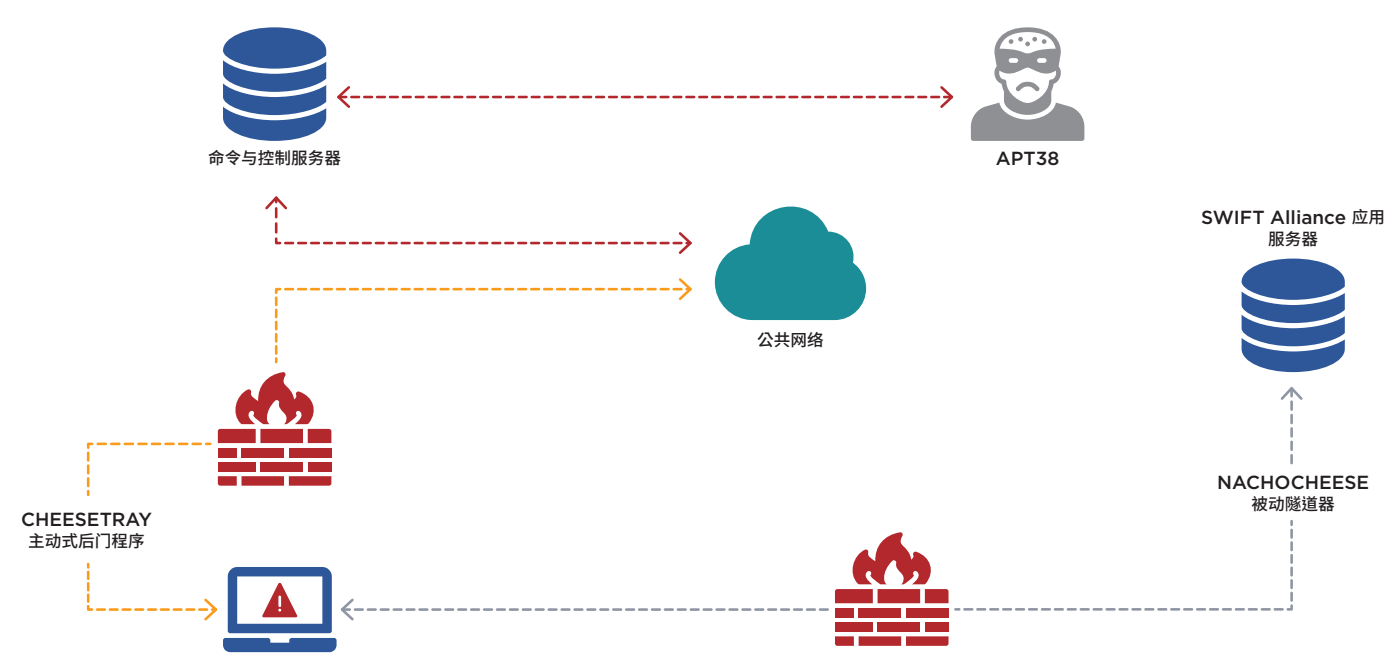 命令与控制服务器
APT38
SWIFT Alliance 应用
服务器
公共网络
NACHOCHEESE
被动隧道器
CHEESETRAY
主动式后门程序
!